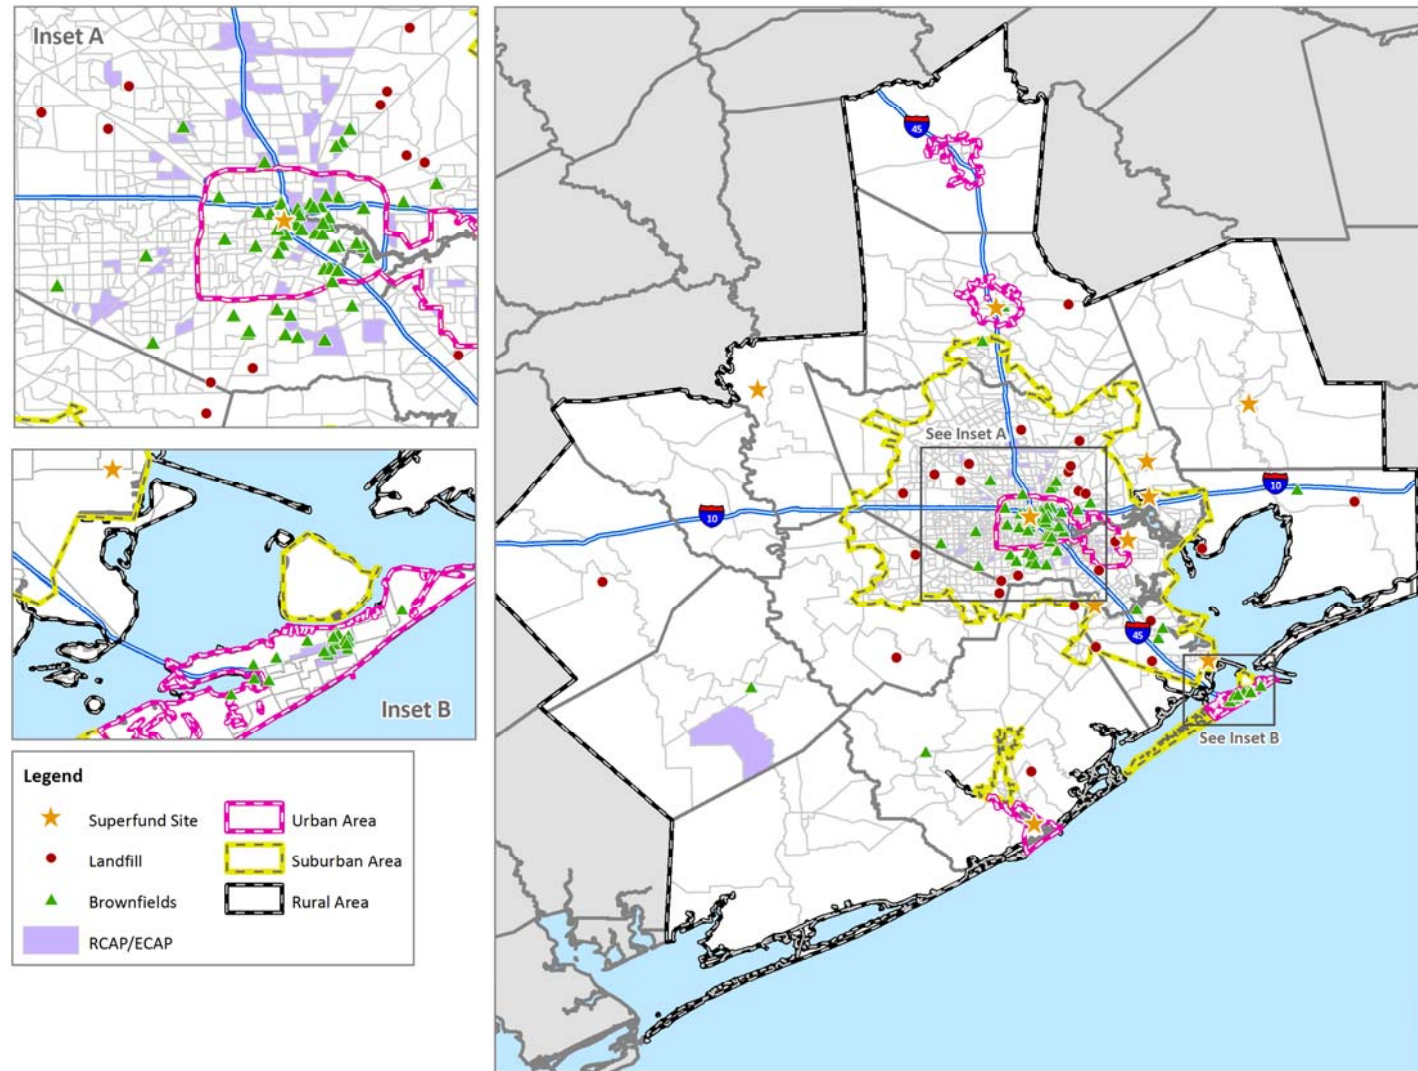 Inset A
Inset B
Legend
Superfund Site
Urban Area
Landfill
Suburban Area
Brownfields
Rural Area
RCAP/ECAP
45
See Inset A
10
10
45
See Inset B